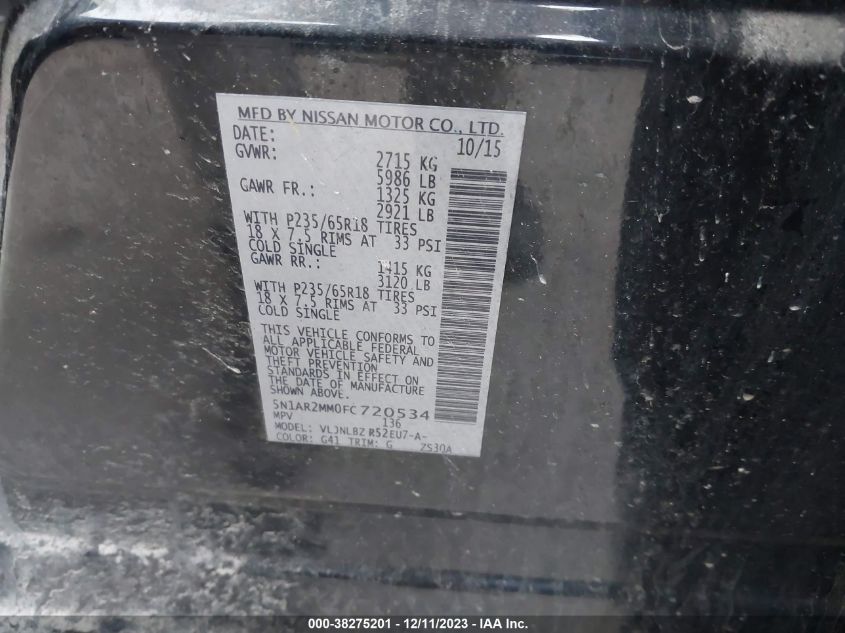 MFD BY NISSAN MOTOR CO., LTD.
DATE: 10/15
GVWR: 2715 KG
5986 LB
GAWR FR.: 1325 KG
2921 LB
WITH P235/65R18 TIRES
18 X 7.5 RIMS AT 33 PSI
COLD SINGLE
GAWR RR.: 1415 KG
3120 LB
WITH P235/65R18 TIRES
18 X 7.5 RIMS AT 33 PSI
COLD SINGLE
THIS VEHICLE CONFORMS TO
ALL APPLICABLE FEDERAL
MOTOR VEHICLE SAFETY AND
THEFT PREVENTION
STANDARDS IN EFFECT ON
THE DATE OF MANUFACTURE
SHOWN ABOVE.
5N1AR2MM0FC720534
MPV 136
MODEL: VLJNLBZ R52EU7-A-
COLOR: G41 TRIM: G ZS30A
000-38275201 - 12/11/2023 - IAA Inc.